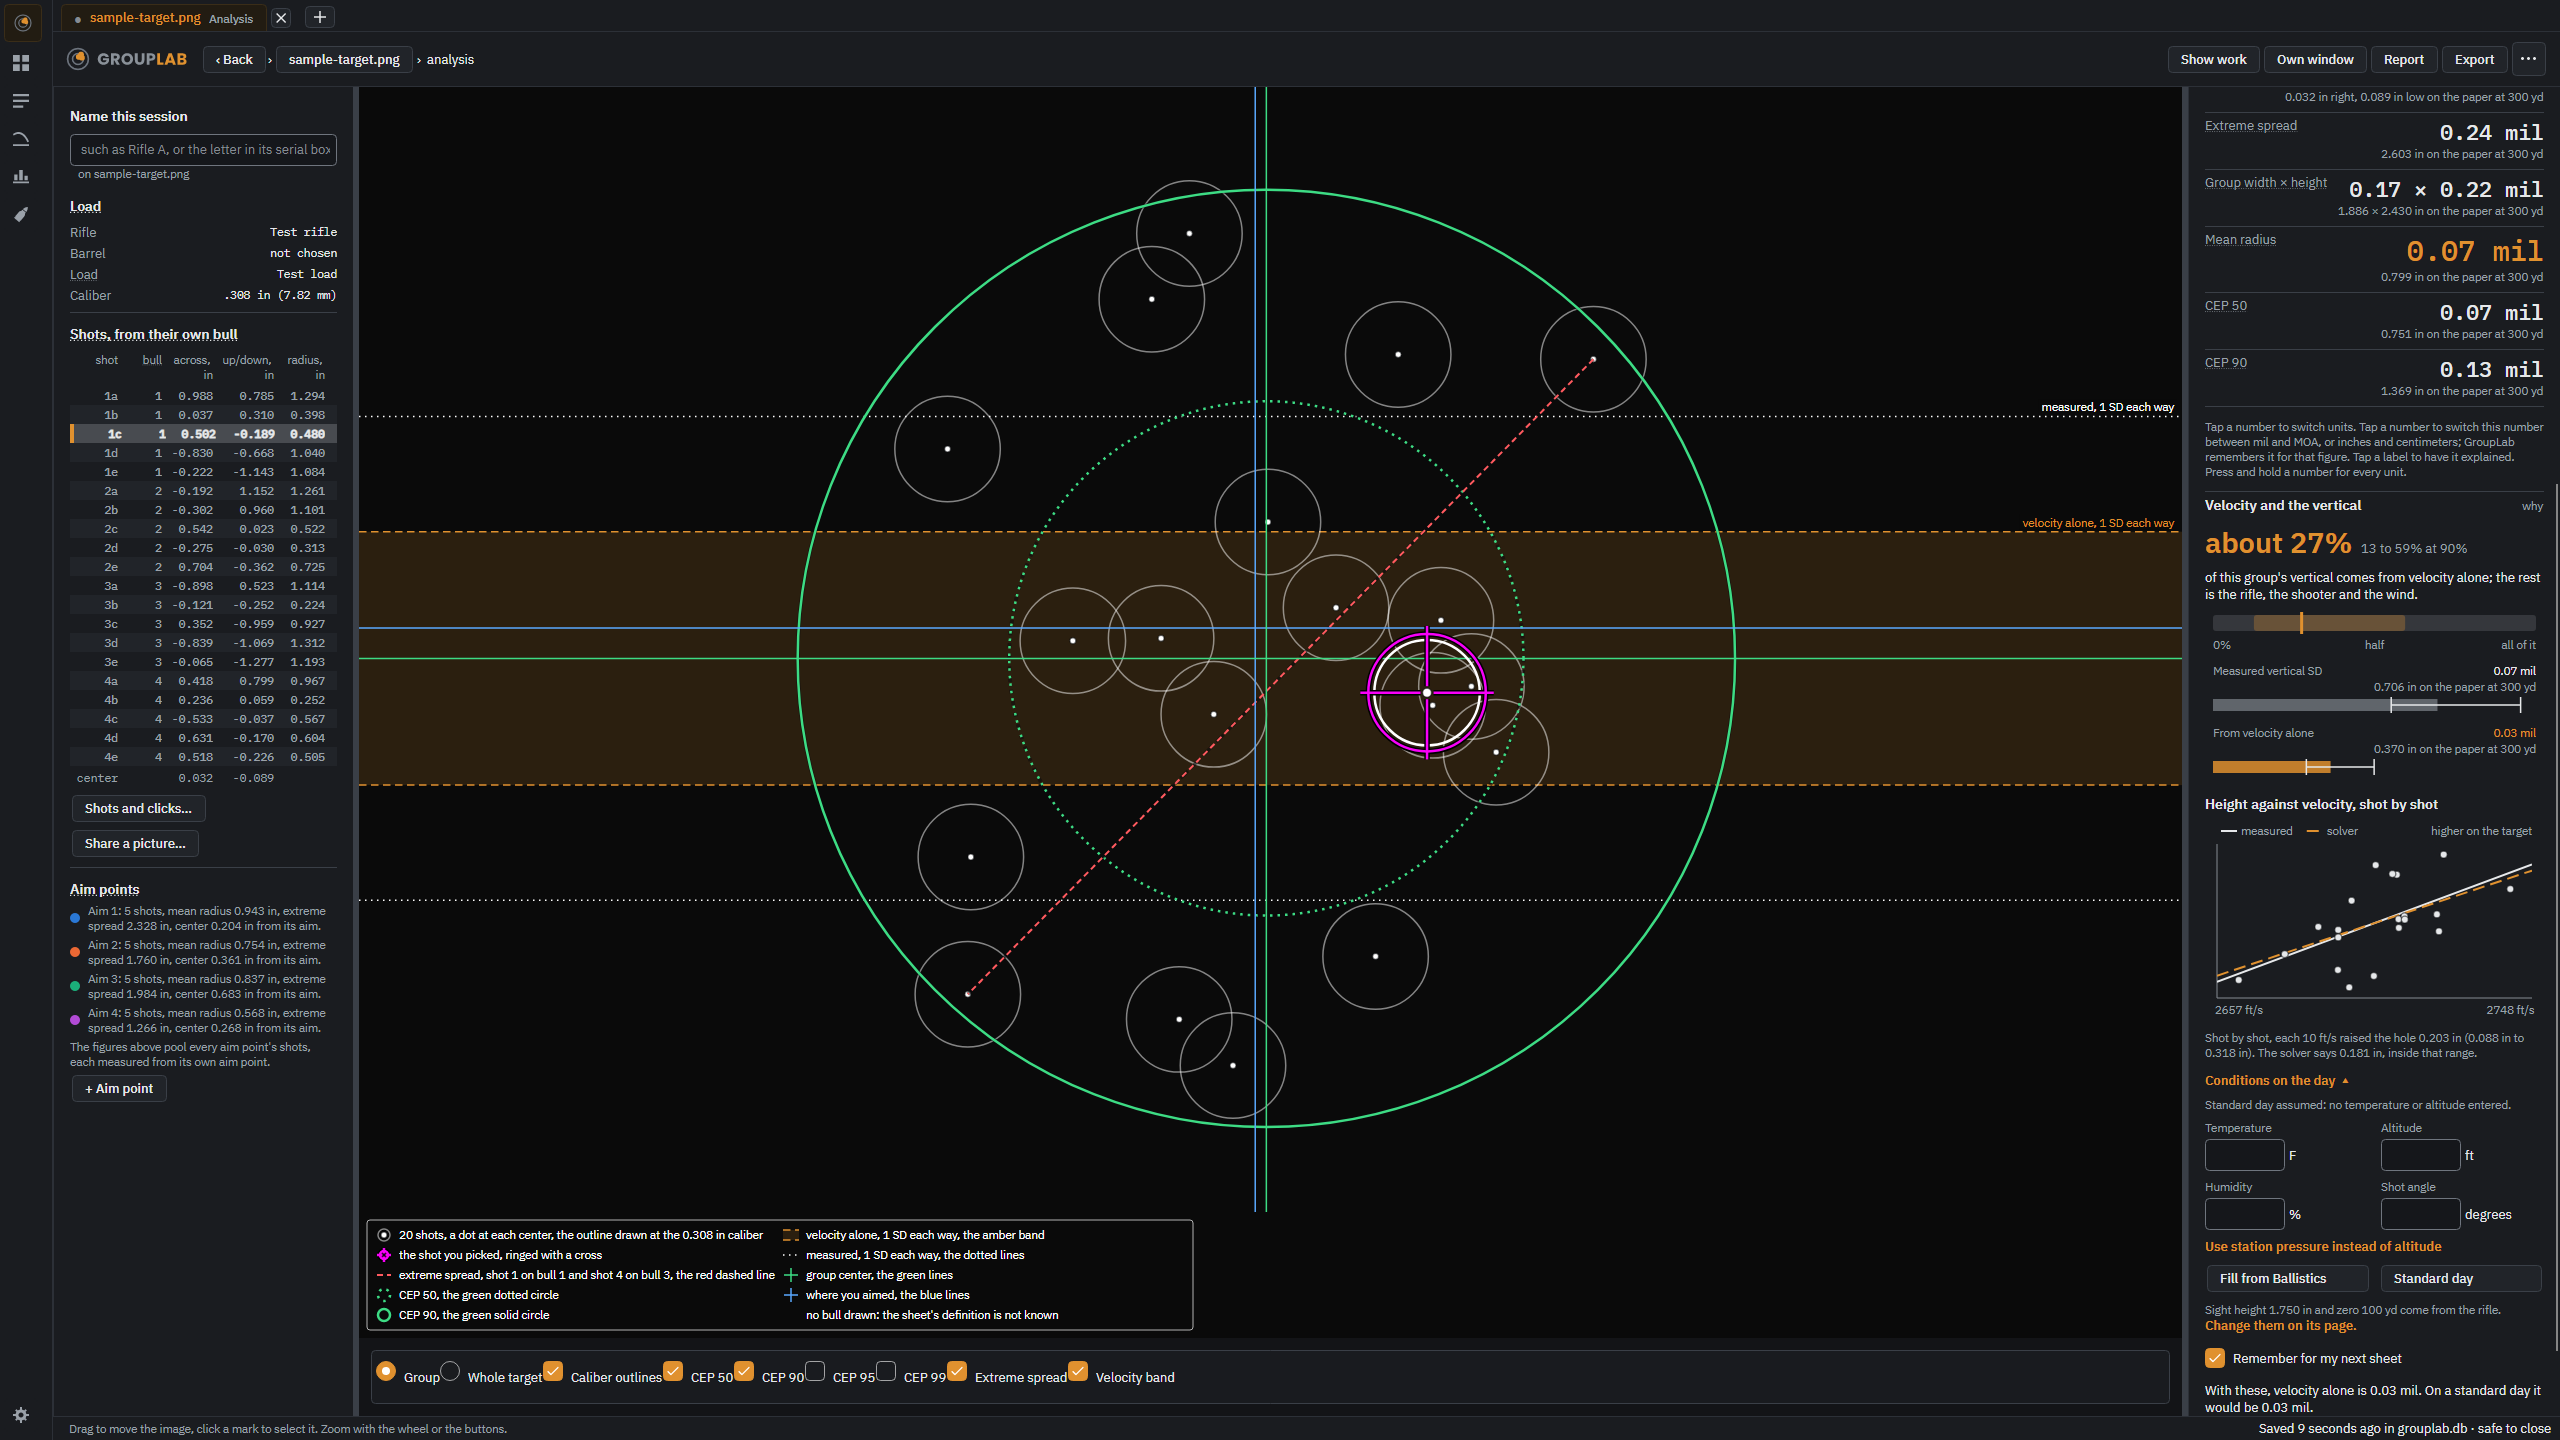 sample-target.png Analysis
GROUPLAB
‹ Back › sample-target.png › analysis
Show work
Own window
Report
Export
Name this session
such as Rifle A, or the letter in its serial box
on sample-target.png
Load
Rifle Test rifle
Barrel not chosen
Load Test load
Caliber .308 in (7.82 mm)
Shots, from their own bull
shot bull across, in up/down, in radius, in
1a 1 0.988 0.785 1.294
1b 1 0.037 0.310 0.398
1c 1 0.502 -0.189 0.480
1d 1 -0.830 -0.668 1.040
1e 1 -0.222 -1.143 1.084
2a 2 -0.192 1.152 1.261
2b 2 -0.302 0.960 1.101
2c 2 0.542 0.023 0.522
2d 2 -0.275 -0.030 0.313
2e 2 0.704 -0.362 0.725
3a 3 -0.898 0.523 1.114
3b 3 -0.121 -0.252 0.224
3c 3 0.352 -0.959 0.927
3d 3 -0.839 -1.069 1.312
3e 3 -0.065 -1.277 1.193
4a 4 0.418 0.799 0.967
4b 4 0.236 0.059 0.252
4c 4 -0.533 -0.037 0.567
4d 4 0.631 -0.170 0.604
4e 4 0.518 -0.226 0.505
center 0.032 -0.089
Shots and clicks...
Share a picture...
Aim points
Aim 1: 5 shots, mean radius 0.943 in, extreme
spread 2.328 in, center 0.204 in from its aim.
Aim 2: 5 shots, mean radius 0.754 in, extreme
spread 1.760 in, center 0.361 in from its aim.
Aim 3: 5 shots, mean radius 0.837 in, extreme
spread 1.984 in, center 0.683 in from its aim.
Aim 4: 5 shots, mean radius 0.568 in, extreme
spread 1.266 in, center 0.268 in from its aim.
The figures above pool every aim point's shots,
each measured from its own aim point.
+ Aim point
measured, 1 SD each way
velocity alone, 1 SD each way
20 shots, a dot at each center, the outline drawn at the 0.308 in caliber
the shot you picked, ringed with a cross
extreme spread, shot 1 on bull 1 and shot 4 on bull 3, the red dashed line
CEP 50, the green dotted circle
CEP 90, the green solid circle
velocity alone, 1 SD each way, the amber band
measured, 1 SD each way, the dotted lines
group center, the green lines
where you aimed, the blue lines
no bull drawn: the sheet's definition is not known
Group Whole target Caliber outlines CEP 50 CEP 90 CEP 95 CEP 99 Extreme spread Velocity band
0.032 in right, 0.089 in low on the paper at 300 yd
Extreme spread 0.24 mil
2.603 in on the paper at 300 yd
Group width × height 0.17 × 0.22 mil
1.886 × 2.430 in on the paper at 300 yd
Mean radius 0.07 mil
0.799 in on the paper at 300 yd
CEP 50 0.07 mil
0.751 in on the paper at 300 yd
CEP 90 0.13 mil
1.369 in on the paper at 300 yd
Tap a number to switch units. Tap a number to switch this number
between mil and MOA, or inches and centimeters; GroupLab
remembers it for that figure. Tap a label to have it explained.
Press and hold a number for every unit.
Velocity and the vertical why
about 27% 13 to 59% at 90%
of this group's vertical comes from velocity alone; the rest
is the rifle, the shooter and the wind.
0% half all of it
Measured vertical SD 0.07 mil
0.706 in on the paper at 300 yd
From velocity alone 0.03 mil
0.370 in on the paper at 300 yd
Height against velocity, shot by shot
measured solver higher on the target
2657 ft/s 2748 ft/s
Shot by shot, each 10 ft/s raised the hole 0.203 in (0.088 in to
0.318 in). The solver says 0.181 in, inside that range.
Conditions on the day
Standard day assumed: no temperature or altitude entered.
Temperature Altitude
F ft
Humidity Shot angle
% degrees
Use station pressure instead of altitude
Fill from Ballistics
Standard day
Sight height 1.750 in and zero 100 yd come from the rifle.
Change them on its page.
Remember for my next sheet
With these, velocity alone is 0.03 mil. On a standard day it
would be 0.03 mil.
Drag to move the image, click a mark to select it. Zoom with the wheel or the buttons.
Saved 9 seconds ago in grouplab.db · safe to close